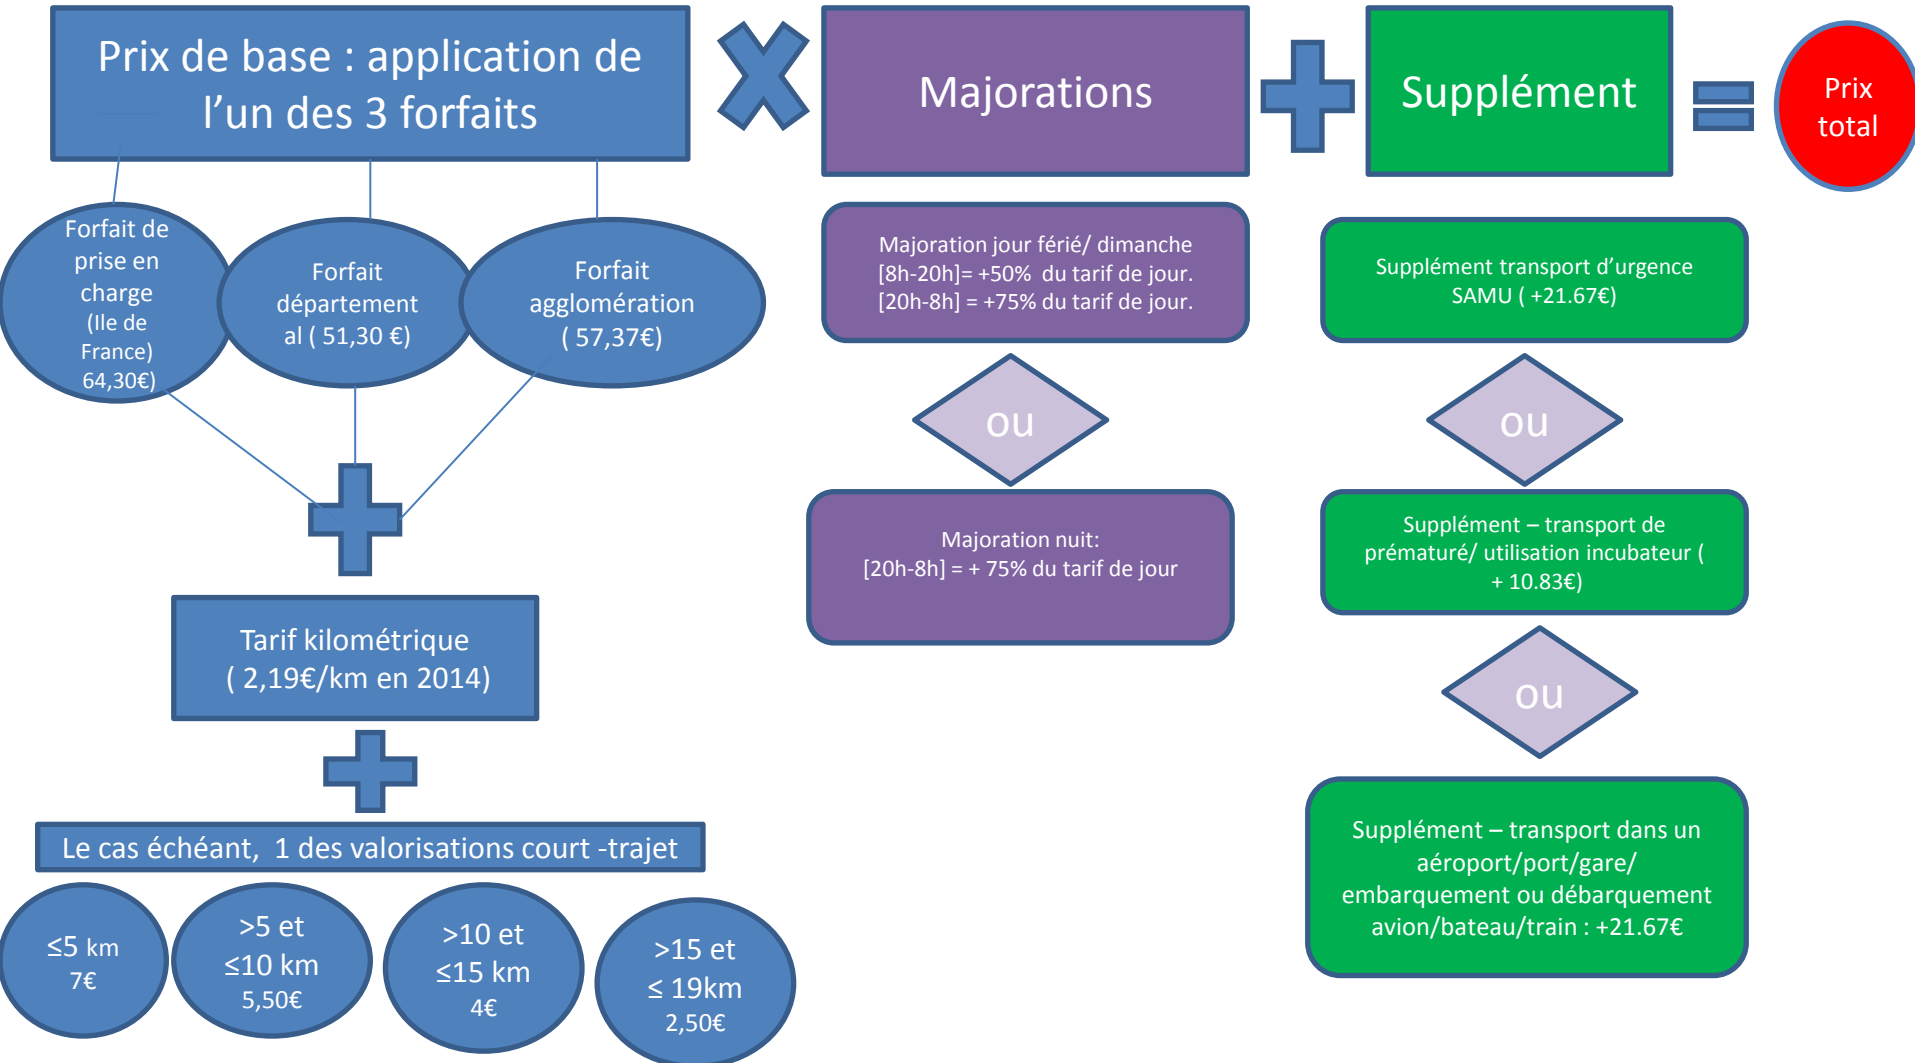 Prix de base : application de
l'un des 3 forfaits
Majorations
Supplément
Prix
total
Forfait de
prise en
charge
(Ile de
France)
64,30€)
Forfait
département
al ( 51,30 €)
Forfait
agglomération
( 57,37€)
Tarif kilométrique
( 2,19€/km en 2014)
Le cas échéant, 1 des valorisations court -trajet
≤5 km
7€
>5 et
≤10 km
5,50€
>10 et
≤15 km
4€
>15 et
≤ 19km
2,50€
Majoration jour férié/ dimanche
[8h-20h]= +50% du tarif de jour.
[20h-8h] = +75% du tarif de jour.
ou
Majoration nuit:
[20h-8h] = + 75% du tarif de jour
Supplément transport d'urgence
SAMU ( +21.67€)
ou
Supplément – transport de
prématuré/ utilisation incubateur (
+ 10.83€)
ou
Supplément – transport dans un
aéroport/port/gare/
embarquement ou débarquement
avion/bateau/train : +21.67€